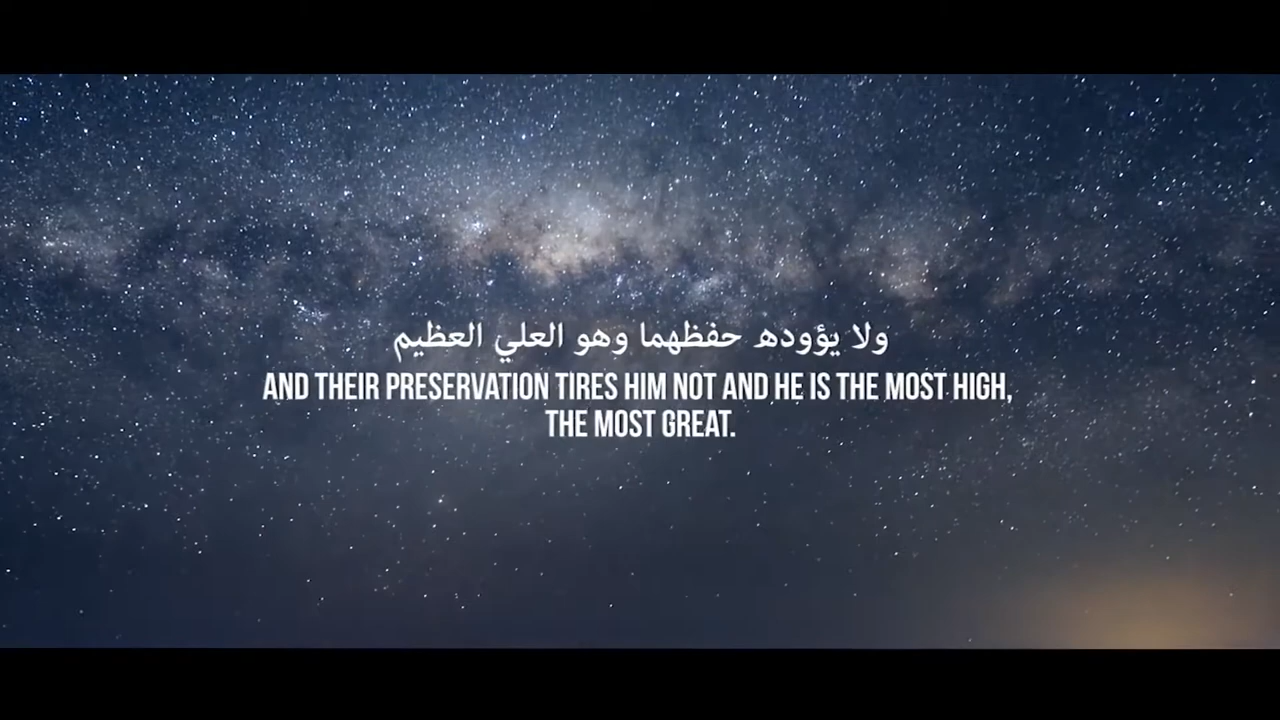 ولا يؤوده حفظهما وهو العلي العظيم
AND THEIR PRESERVATION TIRES HIM NOT AND HE IS THE MOST HIGH,
THE MOST GREAT.